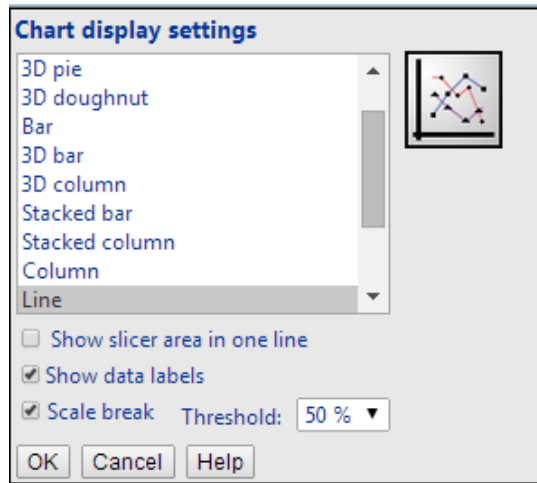 Chart display settings
3D pie
3D doughnut
Bar
3D bar
3D column
Stacked bar
Stacked column
Column
Line
Show slicer area in one line
Show data labels
Scale break Threshold: 50 %
OK Cancel Help